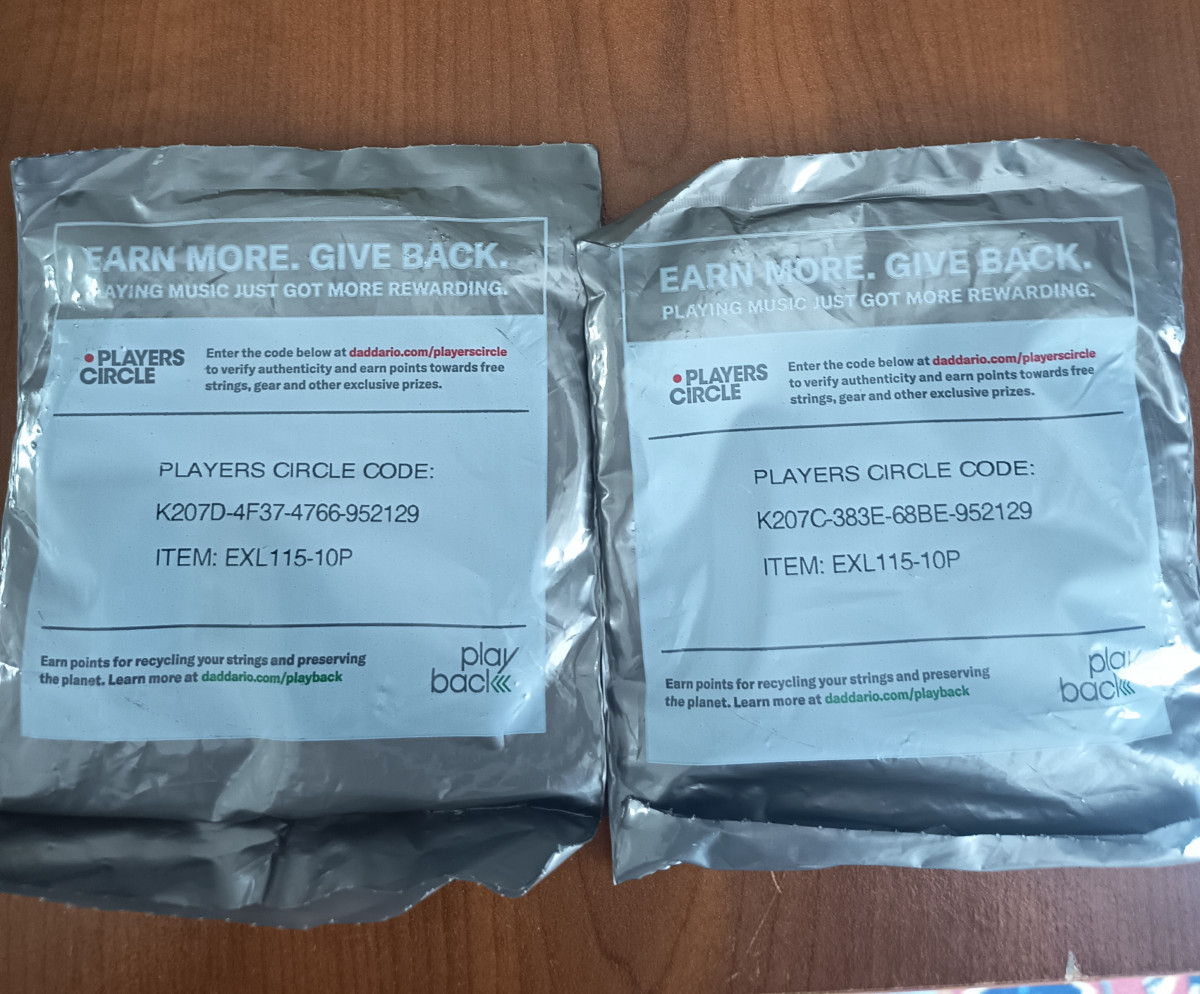 EARN MORE. GIVE BACK.
PLAYING MUSIC JUST GOT MORE REWARDING.
PLAYERS
CIRCLE
Enter the code below at daddario.com/playerscircle
to verify authenticity and earn points towards free
strings, gear and other exclusive prizes.
PLAYERS CIRCLE CODE:
K207D-4F37-4766-952129
ITEM: EXL115-10P
Earn points for recycling your strings and preserving
the planet. Learn more at daddario.com/playback
play
back
EARN MORE. GIVE BACK.
PLAYING MUSIC JUST GOT MORE REWARDING.
PLAYERS
CIRCLE
Enter the code below at daddario.com/playerscircle
to verify authenticity and earn points towards free
strings, gear and other exclusive prizes.
PLAYERS CIRCLE CODE:
K207C-383E-68BE-952129
ITEM: EXL115-10P
Earn points for recycling your strings and preserving
the planet. Learn more at daddario.com/playback
play
back